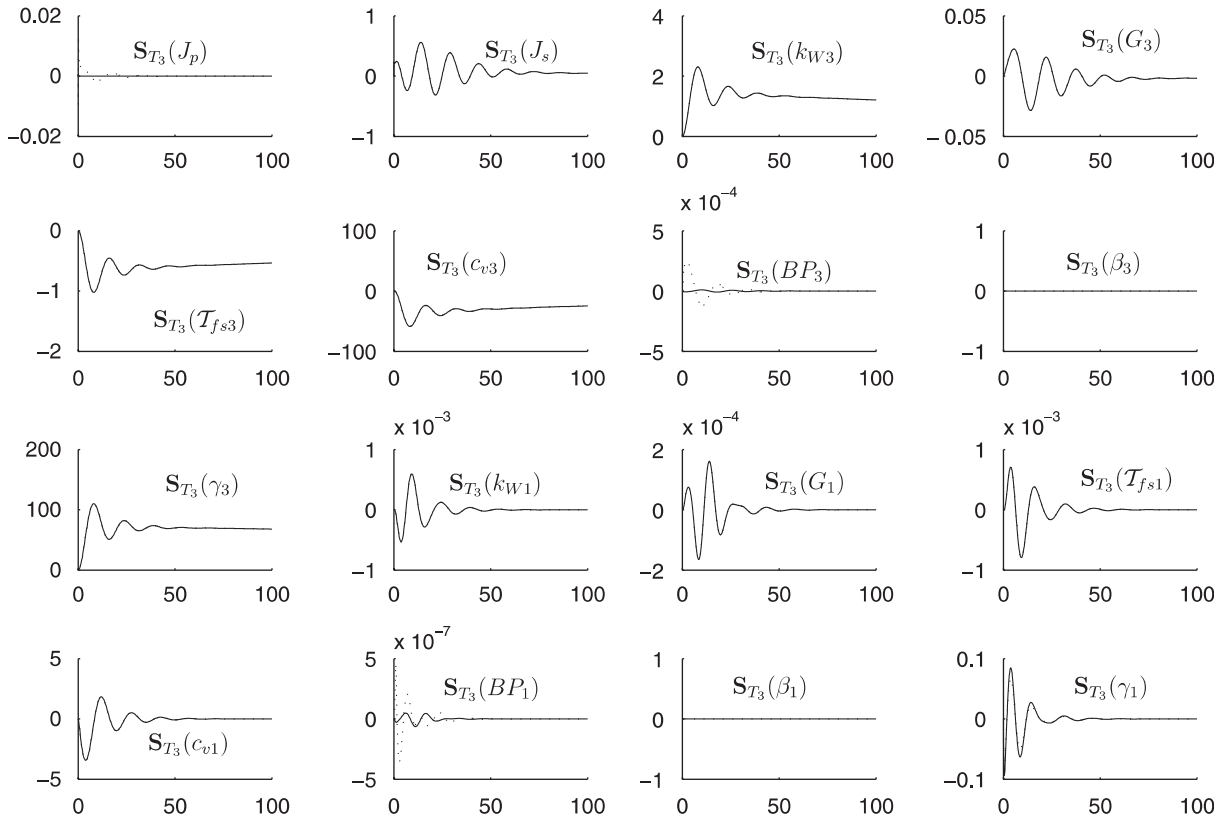 0.02
0
−0.02
0 50 100
S_{T_3}(J_p)
1
0
−1
0 50 100
S_{T_3}(J_s)
4
2
0
0 50 100
S_{T_3}(k_{W3})
0.05
0
−0.05
0 50 100
S_{T_3}(G_3)
0
−1
−2
0 50 100
S_{T_3}(\mathcal{T}_{fs3})
100
0
−100
0 50 100
S_{T_3}(c_{v3})
x 10^{−4}
5
0
−5
0 50 100
S_{T_3}(BP_3)
1
0
−1
0 50 100
S_{T_3}(β_3)
200
100
0
0 50 100
S_{T_3}(γ_3)
x 10^{−3}
1
0
−1
0 50 100
S_{T_3}(k_{W1})
x 10^{−4}
2
0
−2
0 50 100
S_{T_3}(G_1)
x 10^{−3}
1
0
−1
0 50 100
S_{T_3}(\mathcal{T}_{fs1})
5
0
−5
0 50 100
S_{T_3}(c_{v1})
x 10^{−7}
5
0
−5
0 50 100
S_{T_3}(BP_1)
1
0
−1
0 50 100
S_{T_3}(β_1)
0.1
0
−0.1
0 50 100
S_{T_3}(γ_1)